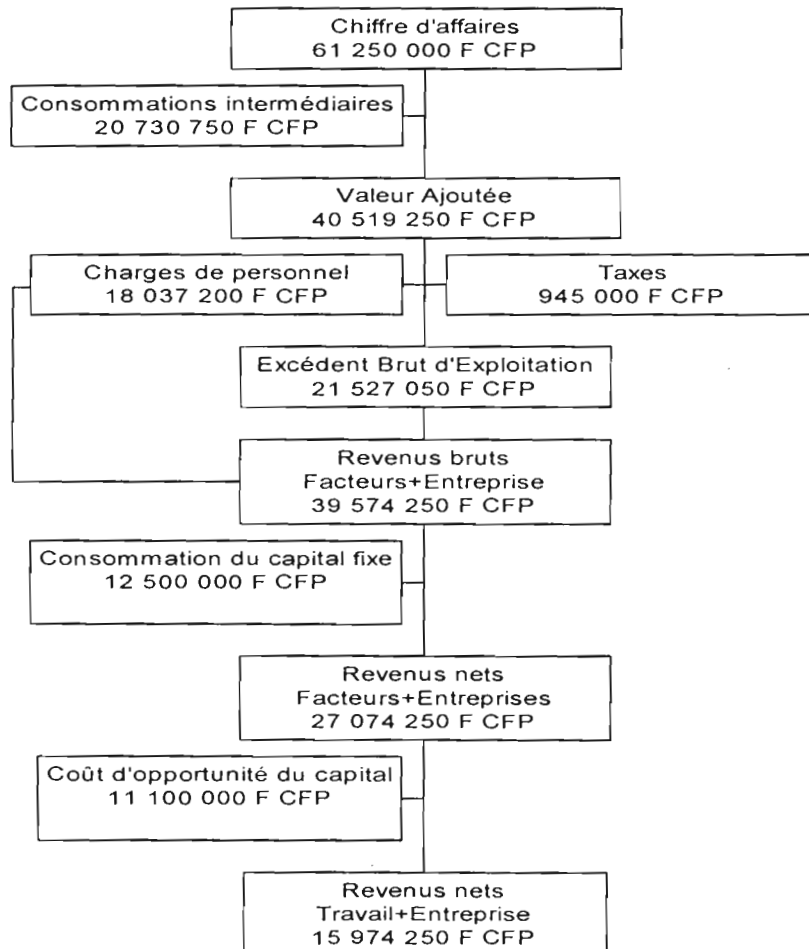 Chiffre d'affaires
61 250 000 F CFP
Consommations intermédiaires
20 730 750 F CFP
Valeur Ajoutée
40 519 250 F CFP
Charges de personnel
18 037 200 F CFP
Taxes
945 000 F CFP
Excédent Brut d'Exploitation
21 527 050 F CFP
Revenus bruts
Facteurs+Entreprise
39 574 250 F CFP
Consommation du capital fixe
12 500 000 F CFP
Revenus nets
Facteurs+Entreprises
27 074 250 F CFP
Coût d'opportunité du capital
11 100 000 F CFP
Revenus nets
Travail+Entreprise
15 974 250 F CFP